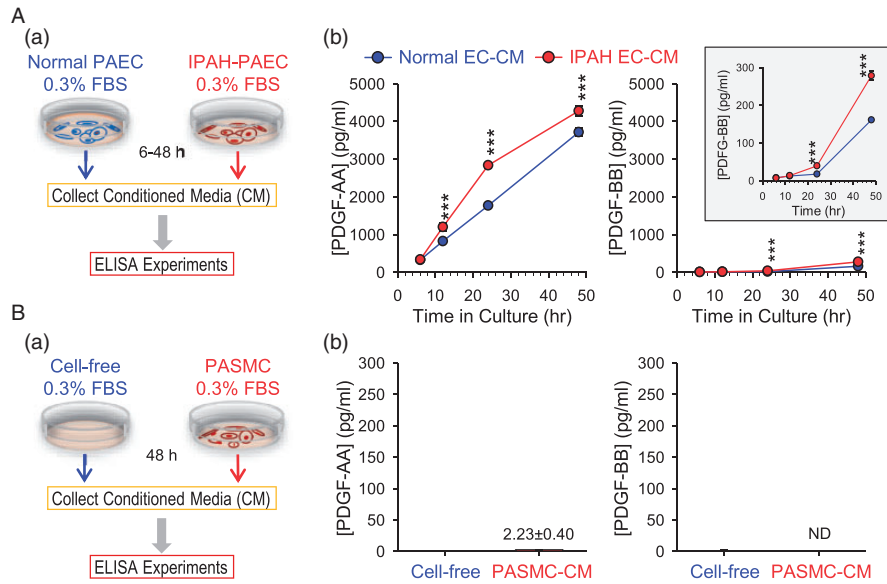 A
(a)
Normal PAEC
0.3% FBS
IPAH-PAEC
0.3% FBS
6-48 h
Collect Conditioned Media (CM)
ELISA Experiments
(b)
Normal EC-CM
IPAH EC-CM
[PDGF-AA] (pg/ml)
5000
4000
3000
2000
1000
0
***
***
***
0 10 20 30 40 50
Time in Culture (hr)
[PDGF-BB] (pg/ml)
5000
4000
3000
2000
1000
0
***
***
0 10 20 30 40 50
Time in Culture (hr)
[PDFG-BB] (pg/ml)
300
200
100
0
***
***
0 10 20 30 40 50
Time (hr)
B
(a)
Cell-free
0.3% FBS
PASMC
0.3% FBS
48 h
Collect Conditioned Media (CM)
ELISA Experiments
(b)
[PDGF-AA] (pg/ml)
300
250
200
150
100
50
0
2.23±0.40
Cell-free PASMC-CM
[PDGF-BB] (pg/ml)
300
250
200
150
100
50
0
ND
Cell-free PASMC-CM